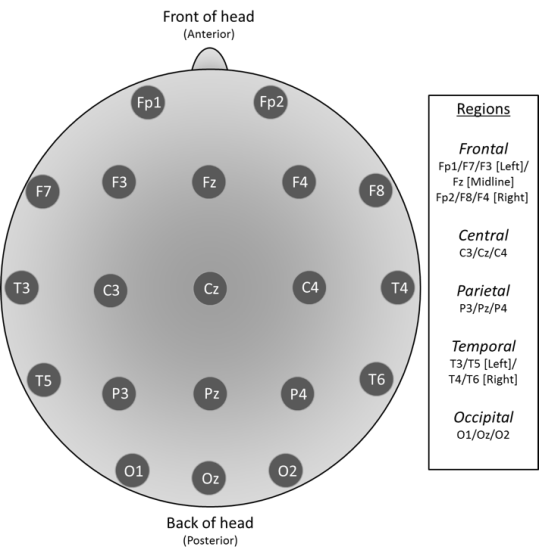 Front of head
(Anterior)
Fp1 Fp2
F7 F3 Fz F4 F8
T3 C3 Cz C4 T4
T5 P3 Pz P4 T6
O1 Oz O2
Back of head
(Posterior)
Regions
Frontal
Fp1/F7/F3 [Left]/
Fz [Midline]
Fp2/F8/F4 [Right]
Central
C3/Cz/C4
Parietal
P3/Pz/P4
Temporal
T3/T5 [Left]/
T4/T6 [Right]
Occipital
O1/Oz/O2